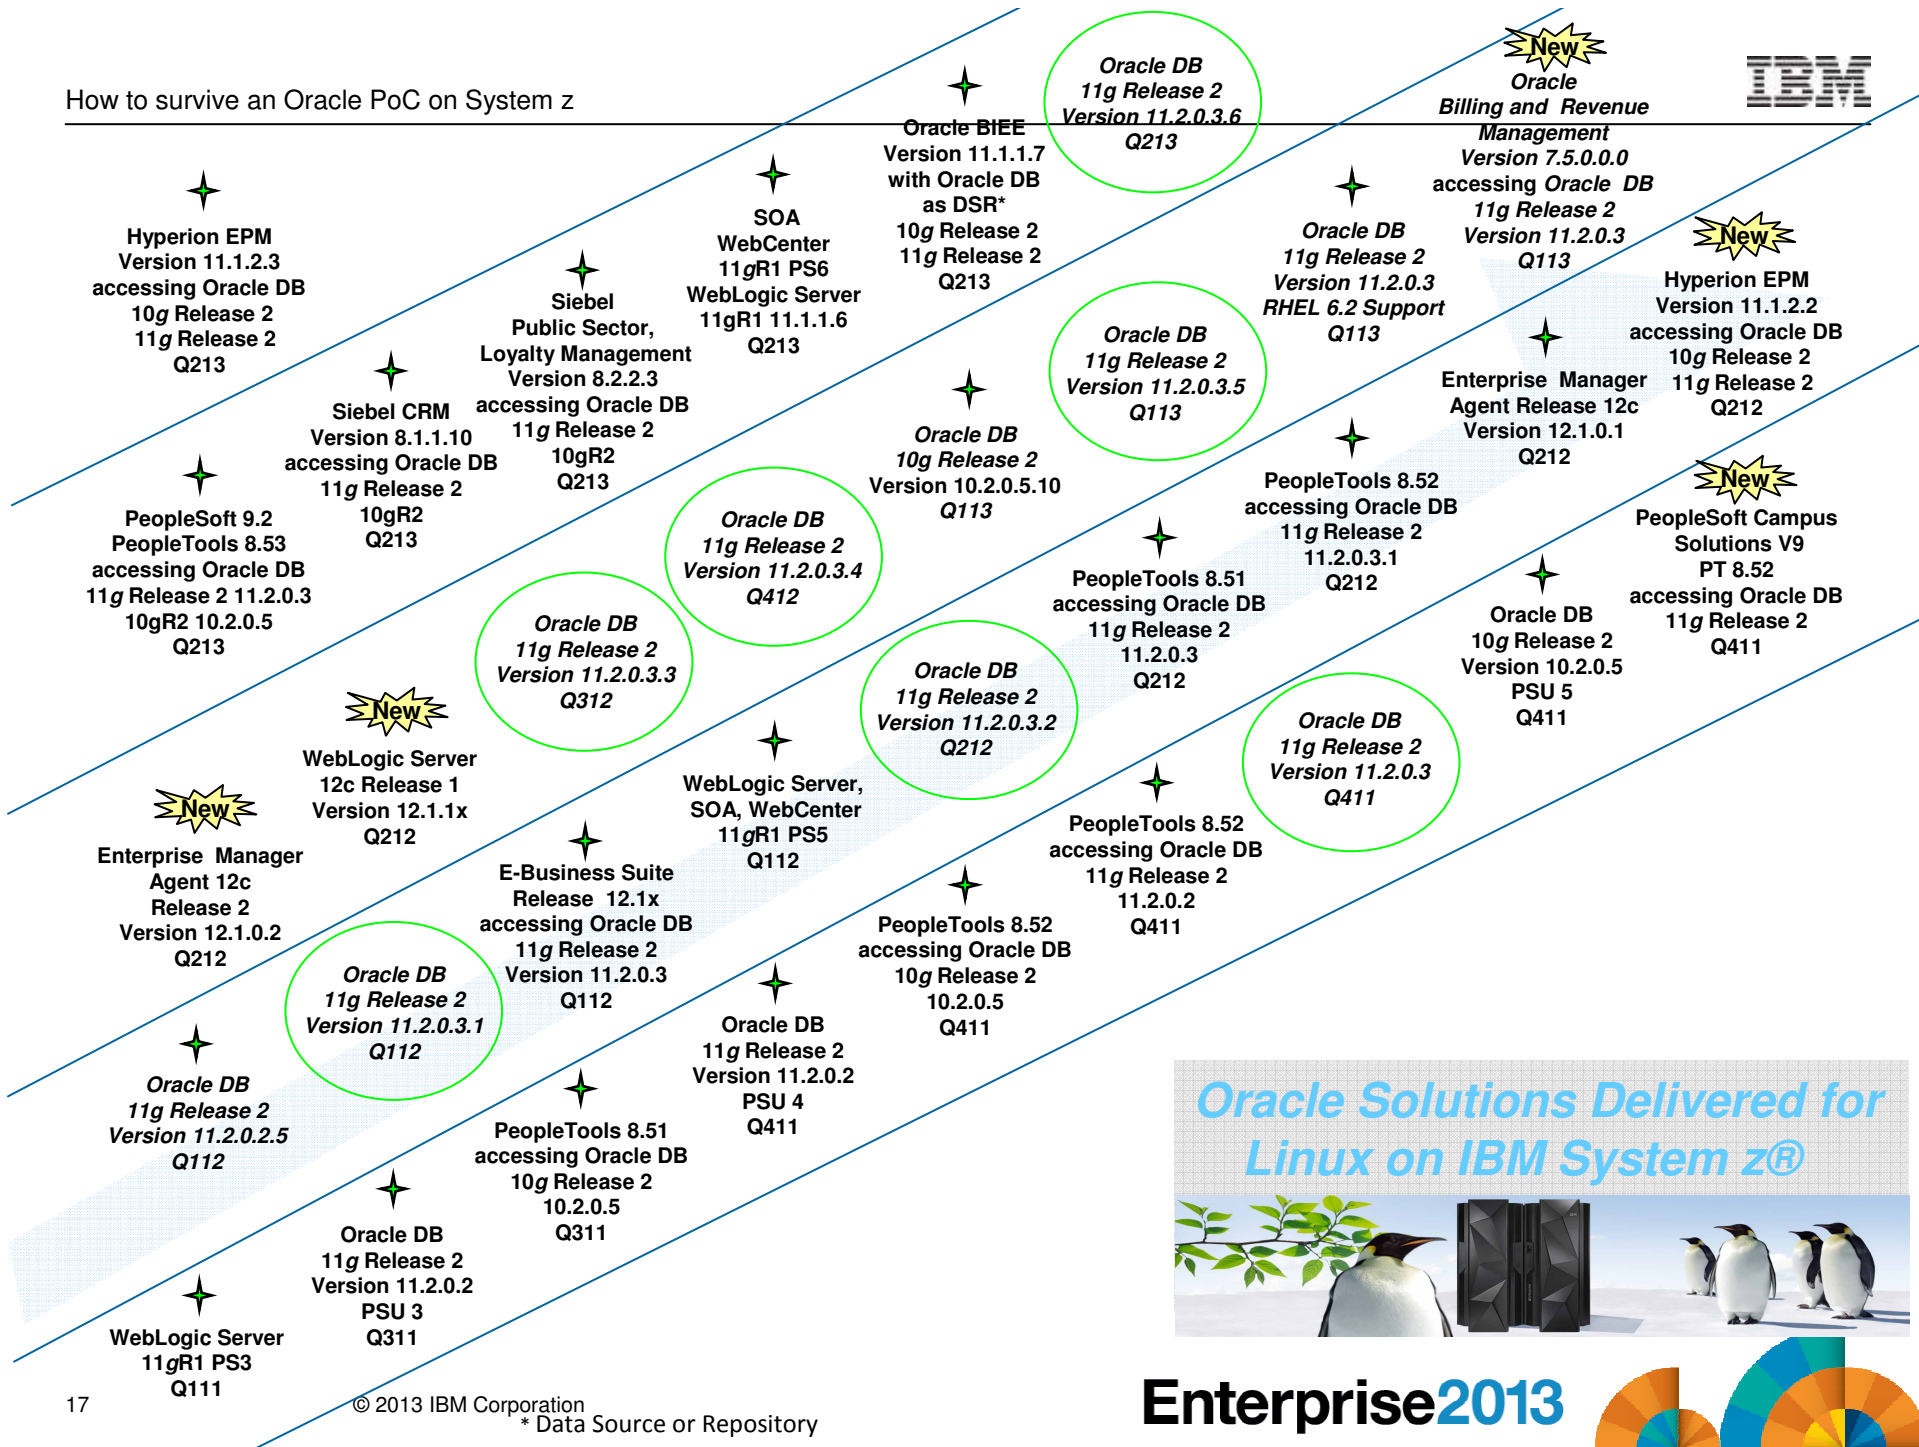 How to survive an Oracle PoC on System z
IBM
Hyperion EPM
Version 11.1.2.3
accessing Oracle DB
10g Release 2
11g Release 2
Q213
PeopleSoft 9.2
PeopleTools 8.53
accessing Oracle DB
11g Release 2 11.2.0.3
10gR2 10.2.0.5
Q213
Siebel CRM
Version 8.1.1.10
accessing Oracle DB
11g Release 2
10gR2
Q213
Siebel
Public Sector,
Loyalty Management
Version 8.2.2.3
accessing Oracle DB
11g Release 2
10gR2
Q213
SOA
WebCenter
11gR1 PS6
WebLogic Server
11gR1 11.1.1.6
Q213
Oracle BIEE
Version 11.1.1.7
with Oracle DB
as DSR*
10g Release 2
11g Release 2
Q213
Oracle DB
11g Release 2
Version 11.2.0.3.6
Q213
New
Enterprise Manager
Agent 12c
Release 2
Version 12.1.0.2
Q212
New
WebLogic Server
12c Release 1
Version 12.1.1x
Q212
Oracle DB
11g Release 2
Version 11.2.0.3.3
Q312
Oracle DB
11g Release 2
Version 11.2.0.3.4
Q412
Oracle DB
10g Release 2
Version 10.2.0.5.10
Q113
Oracle DB
11g Release 2
Version 11.2.0.3.5
Q113
Oracle DB
11g Release 2
Version 11.2.0.3
RHEL 6.2 Support
Q113
New
Oracle
Billing and Revenue
Management
Version 7.5.0.0.0
accessing Oracle DB
11g Release 2
Version 11.2.0.3
Q113
Oracle DB
11g Release 2
Version 11.2.0.2.5
Q112
Oracle DB
11g Release 2
Version 11.2.0.3.1
Q112
E-Business Suite
Release 12.1x
accessing Oracle DB
11g Release 2
Version 11.2.0.3
Q112
WebLogic Server,
SOA, WebCenter
11gR1 PS5
Q112
Oracle DB
11g Release 2
Version 11.2.0.3.2
Q212
PeopleTools 8.51
accessing Oracle DB
11g Release 2
11.2.0.3
Q212
PeopleTools 8.52
accessing Oracle DB
11g Release 2
11.2.0.3.1
Q212
Enterprise Manager
Agent Release 12c
Version 12.1.0.1
Q212
New
Hyperion EPM
Version 11.1.2.2
accessing Oracle DB
10g Release 2
11g Release 2
Q212
WebLogic Server
11gR1 PS3
Q111
Oracle DB
11g Release 2
Version 11.2.0.2
PSU 3
Q311
PeopleTools 8.51
accessing Oracle DB
10g Release 2
10.2.0.5
Q311
Oracle DB
11g Release 2
Version 11.2.0.2
PSU 4
Q411
PeopleTools 8.52
accessing Oracle DB
10g Release 2
10.2.0.5
Q411
PeopleTools 8.52
accessing Oracle DB
11g Release 2
11.2.0.2
Q411
Oracle DB
11g Release 2
Version 11.2.0.3
Q411
Oracle DB
10g Release 2
Version 10.2.0.5
PSU 5
Q411
New
PeopleSoft Campus
Solutions V9
PT 8.52
accessing Oracle DB
11g Release 2
Q411
Oracle Solutions Delivered for
Linux on IBM System z®
17
© 2013 IBM Corporation
* Data Source or Repository
Enterprise2013